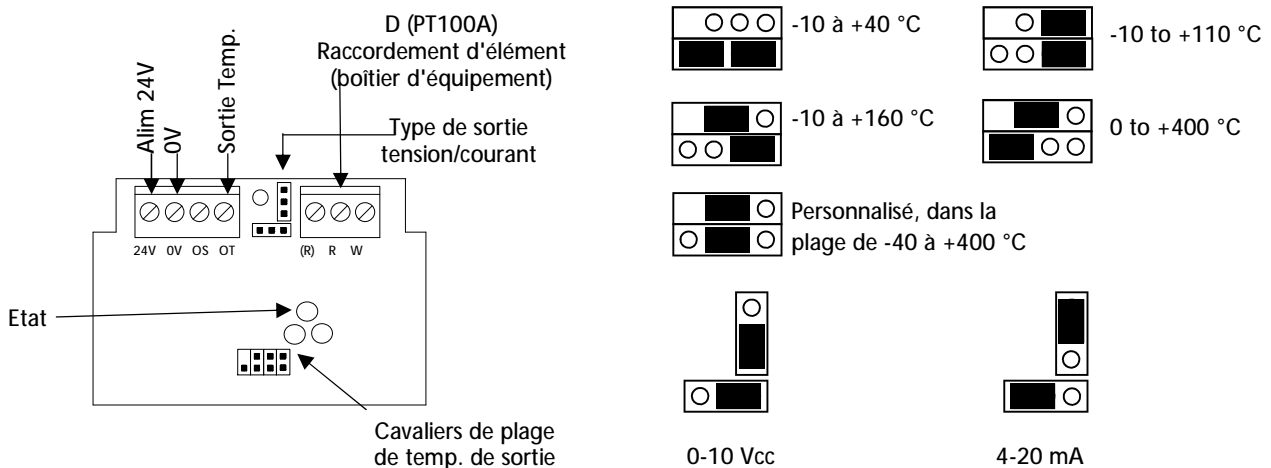 D (PT100A)
Raccordement d'élément
(boîtier d'équipement)
Alim 24V
0V
Sortie Temp.
Type de sortie
tension/courant
24V 0V OS OT
(R) R W
Etat
Cavaliers de plage
de temp. de sortie
-10 à +40 °C
-10 to +110 °C
-10 à +160 °C
0 to +400 °C
Personnalisé, dans la
plage de -40 à +400 °C
0-10 Vcc
4-20 mA